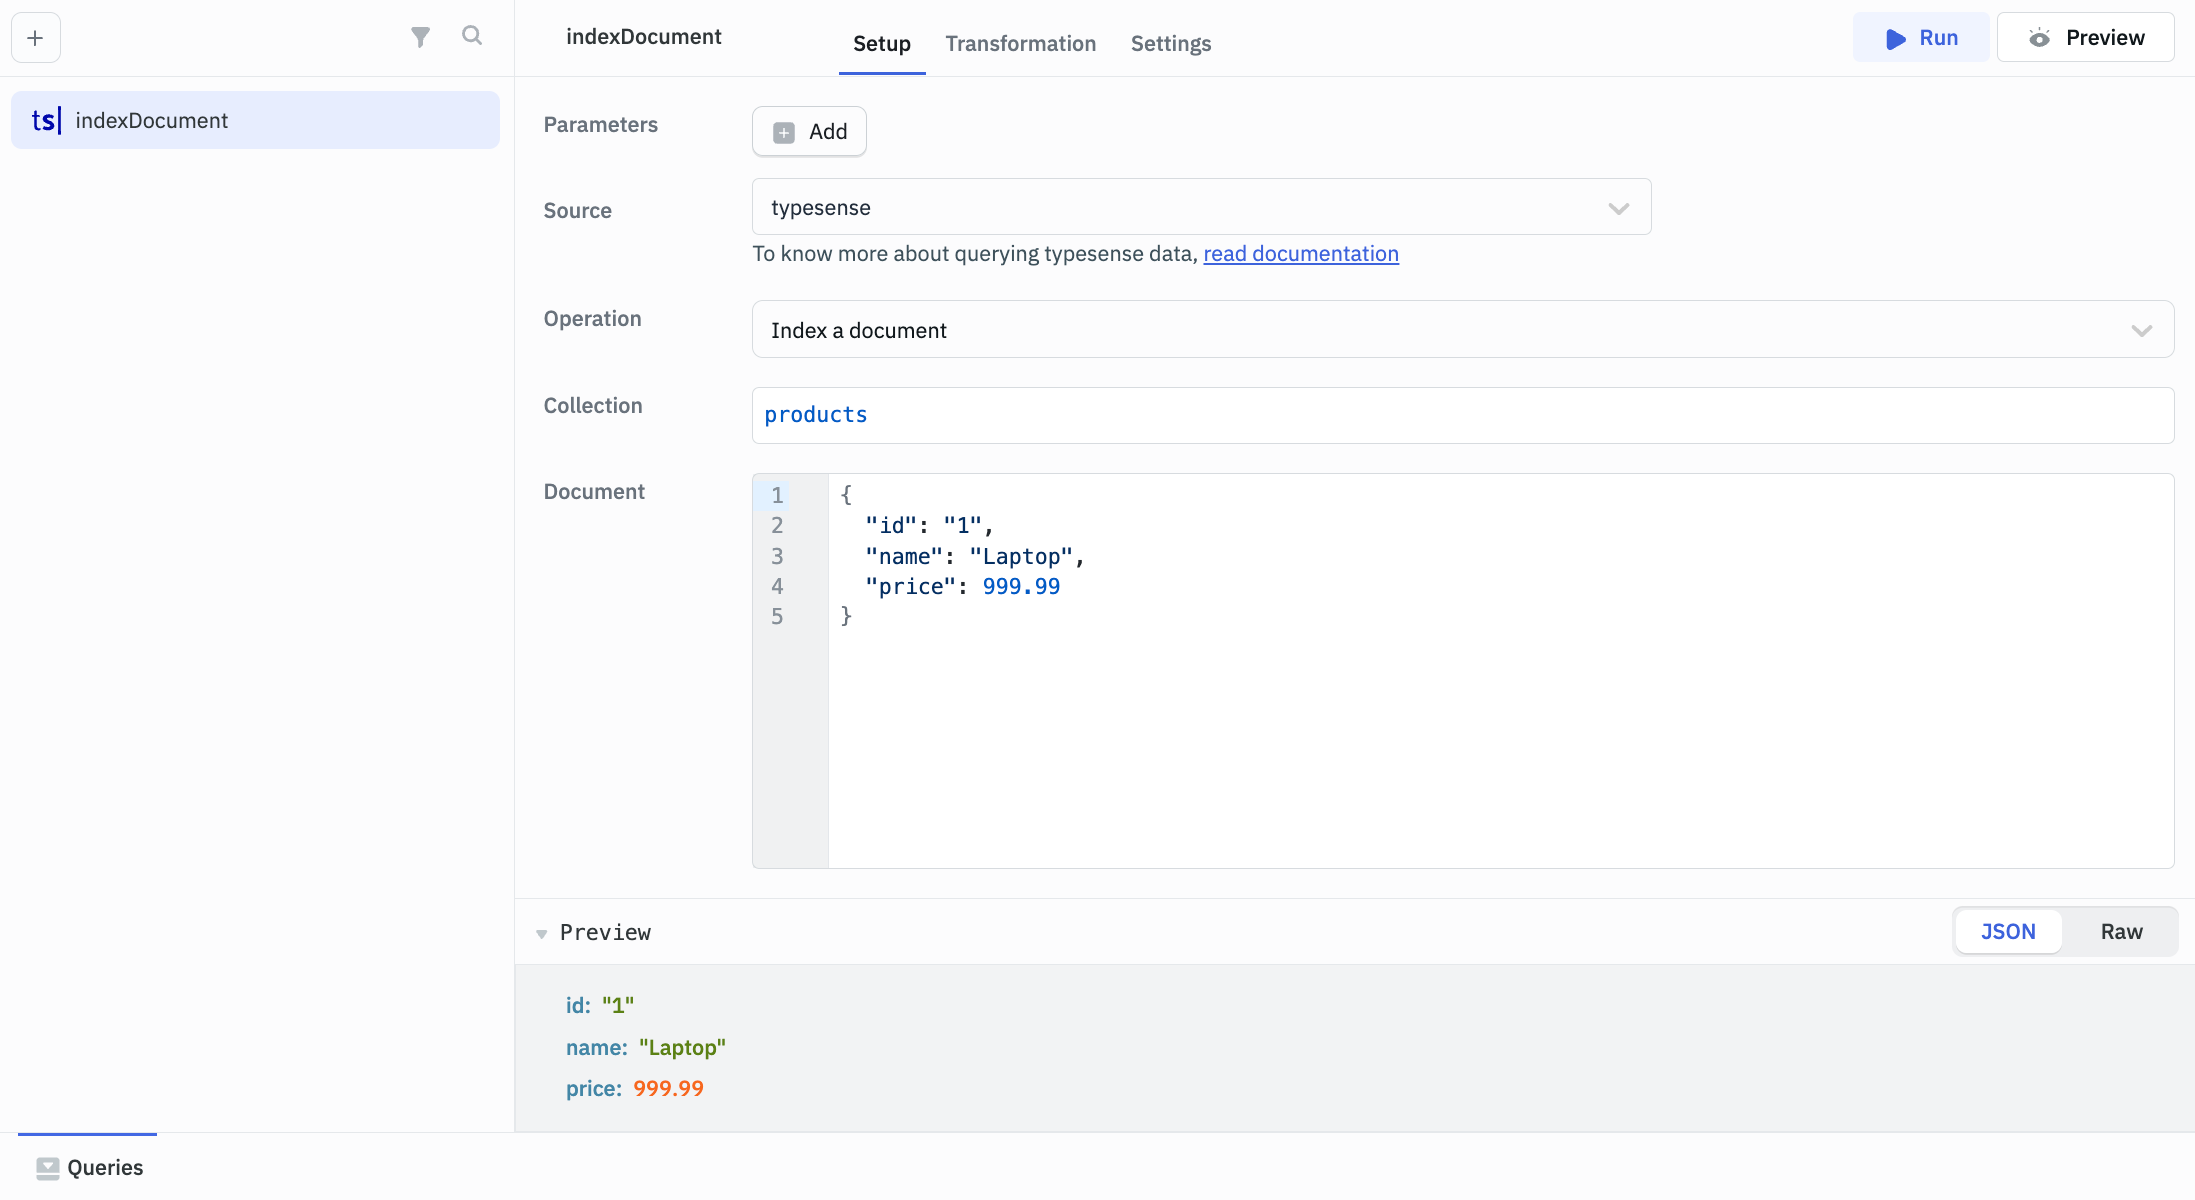 indexDocument
Setup
Transformation
Settings
Run
Preview
ts| indexDocument
Parameters
Add
Source
typesense
To know more about querying typesense data, read documentation
Operation
Index a document
Collection
products
Document
1 {
2   "id": "1",
3   "name": "Laptop",
4   "price": 999.99
5 }
Preview
JSON
Raw
id: "1"
name: "Laptop"
price: 999.99
Queries